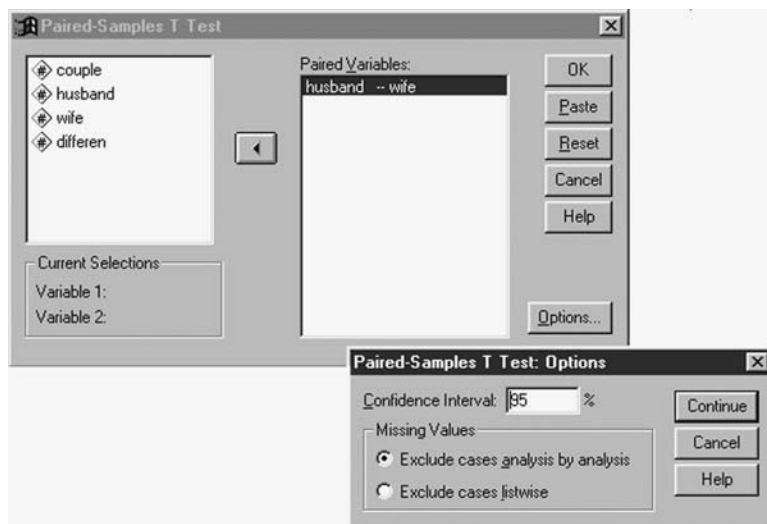 Paired-Samples T Test
couple
husband
wife
differen
Current Selections
Variable 1:
Variable 2:
Paired Variables:
husband -- wife
OK
Paste
Reset
Cancel
Help
Options...
Paired-Samples T Test: Options
Confidence Interval: 95 %
Missing Values
Exclude cases analysis by analysis
Exclude cases listwise
Continue
Cancel
Help